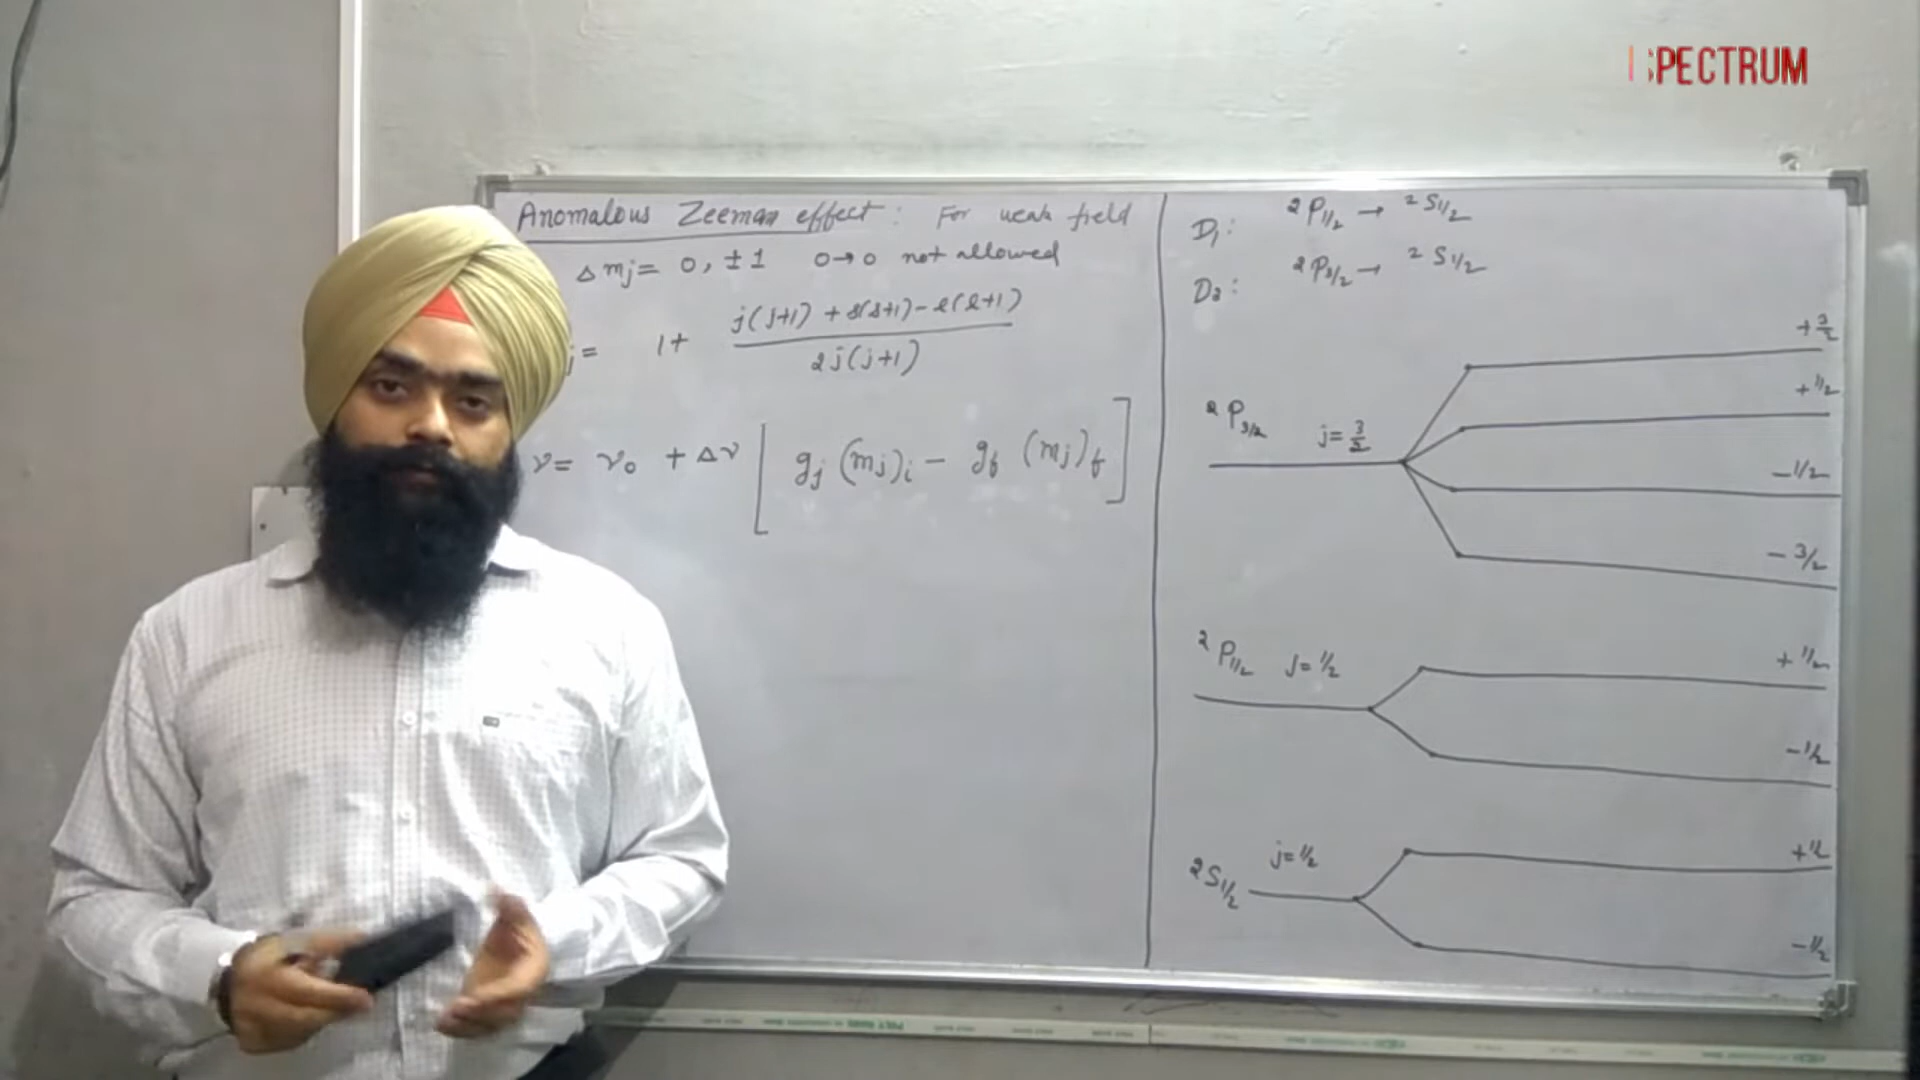 SPECTRUM
Anomalous Zeeman effect : For weak field
Δmj = 0, ±1 0→0 not allowed
j = 1 + j(j+1) + s(s+1) - l(l+1) / 2j(j+1)
ν = ν₀ + Δν [ gj (mj)i - gf (mj)f ]
D₁ : ²P1/2 → ²S1/2
D₂ : ²P3/2 → ²S1/2
²P3/2 j = 3/2
+3/2
+1/2
-1/2
-3/2
²P1/2 j = 1/2
+1/2
-1/2
²S1/2 j = 1/2
+1/2
-1/2